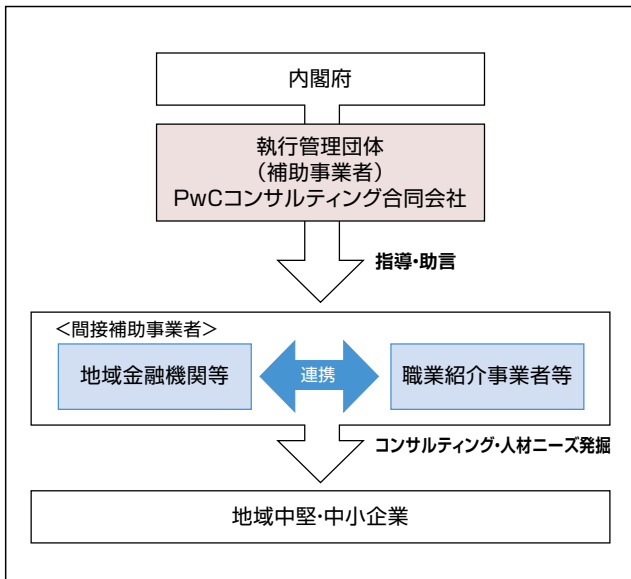 内閣府
執行管理団体
（補助事業者）
PwCコンサルティング合同会社
指導・助言
＜間接補助事業者＞
地域金融機関等
連携
職業紹介事業者等
コンサルティング・人材ニーズ発掘
地域中堅・中小企業